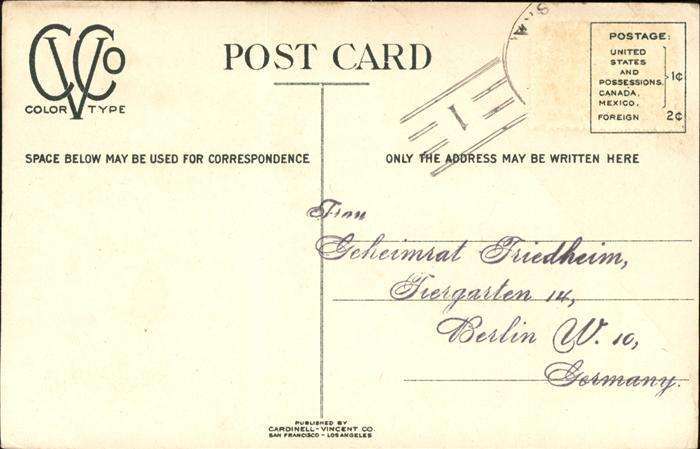 CVCo
COLOR TYPE
POST CARD
POSTAGE:
UNITED
STATES
AND
POSSESSIONS,
CANADA,
MEXICO.
1¢
FOREIGN 2¢
SPACE BELOW MAY BE USED FOR CORRESPONDENCE
ONLY THE ADDRESS MAY BE WRITTEN HERE
Frau
Geheimrat Friedheim,
Tiergarten 14,
Berlin W. 10,
Germany.
PUBLISHED BY
CARDINELL-VINCENT CO.
SAN FRANCISCO - LOS ANGELES